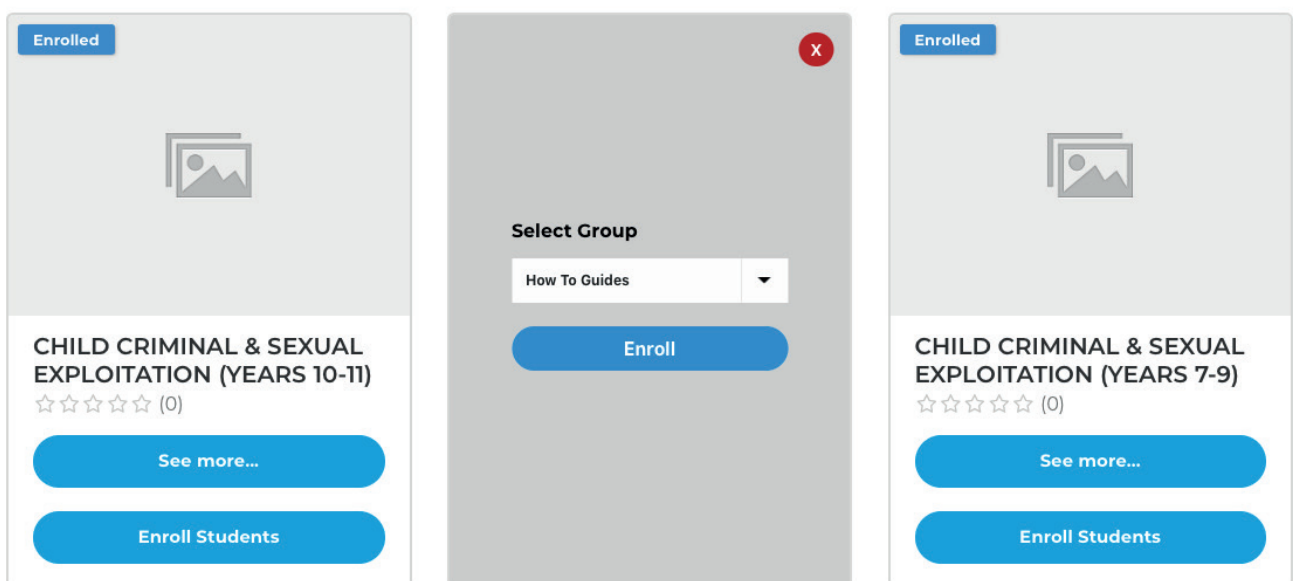 Enrolled
CHILD CRIMINAL & SEXUAL
EXPLOITATION (YEARS 10-11)
(0)
See more...
Enroll Students
X
Select Group
How To Guides
Enroll
Enrolled
CHILD CRIMINAL & SEXUAL
EXPLOITATION (YEARS 7-9)
(0)
See more...
Enroll Students